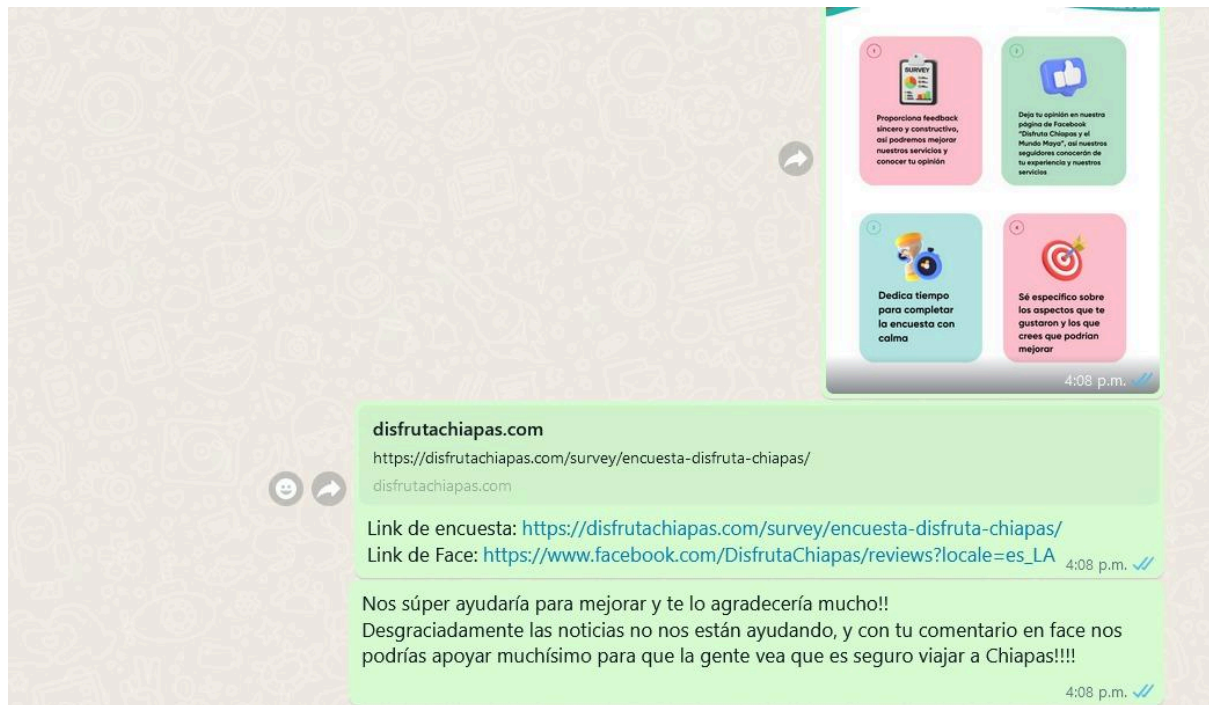 1
SURVEY
Proporciona feedback
sincero y constructivo,
así podremos mejorar
nuestros servicios y
conocer tu opinión
2
Deja tu opinión en nuestra
página de Facebook
"Disfruta Chiapas y el
Mundo Maya", así nuestros
seguidores conocerán de
tu experiencia y nuestros
servicios
3
Dedica tiempo
para completar
la encuesta con
calma
4
Sé específico sobre
los aspectos que te
gustaron y los que
crees que podrían
mejorar
4:08 p.m.
disfrutachiapas.com
https://disfrutachiapas.com/survey/encuesta-disfruta-chiapas/
disfrutachiapas.com
Link de encuesta: https://disfrutachiapas.com/survey/encuesta-disfruta-chiapas/
Link de Face: https://www.facebook.com/DisfrutaChiapas/reviews?locale=es_LA
4:08 p.m.
Nos súper ayudaría para mejorar y te lo agradecería mucho!!
Desgraciadamente las noticias no nos están ayudando, y con tu comentario en face nos
podrías apoyar muchísimo para que la gente vea que es seguro viajar a Chiapas!!!!
4:08 p.m.